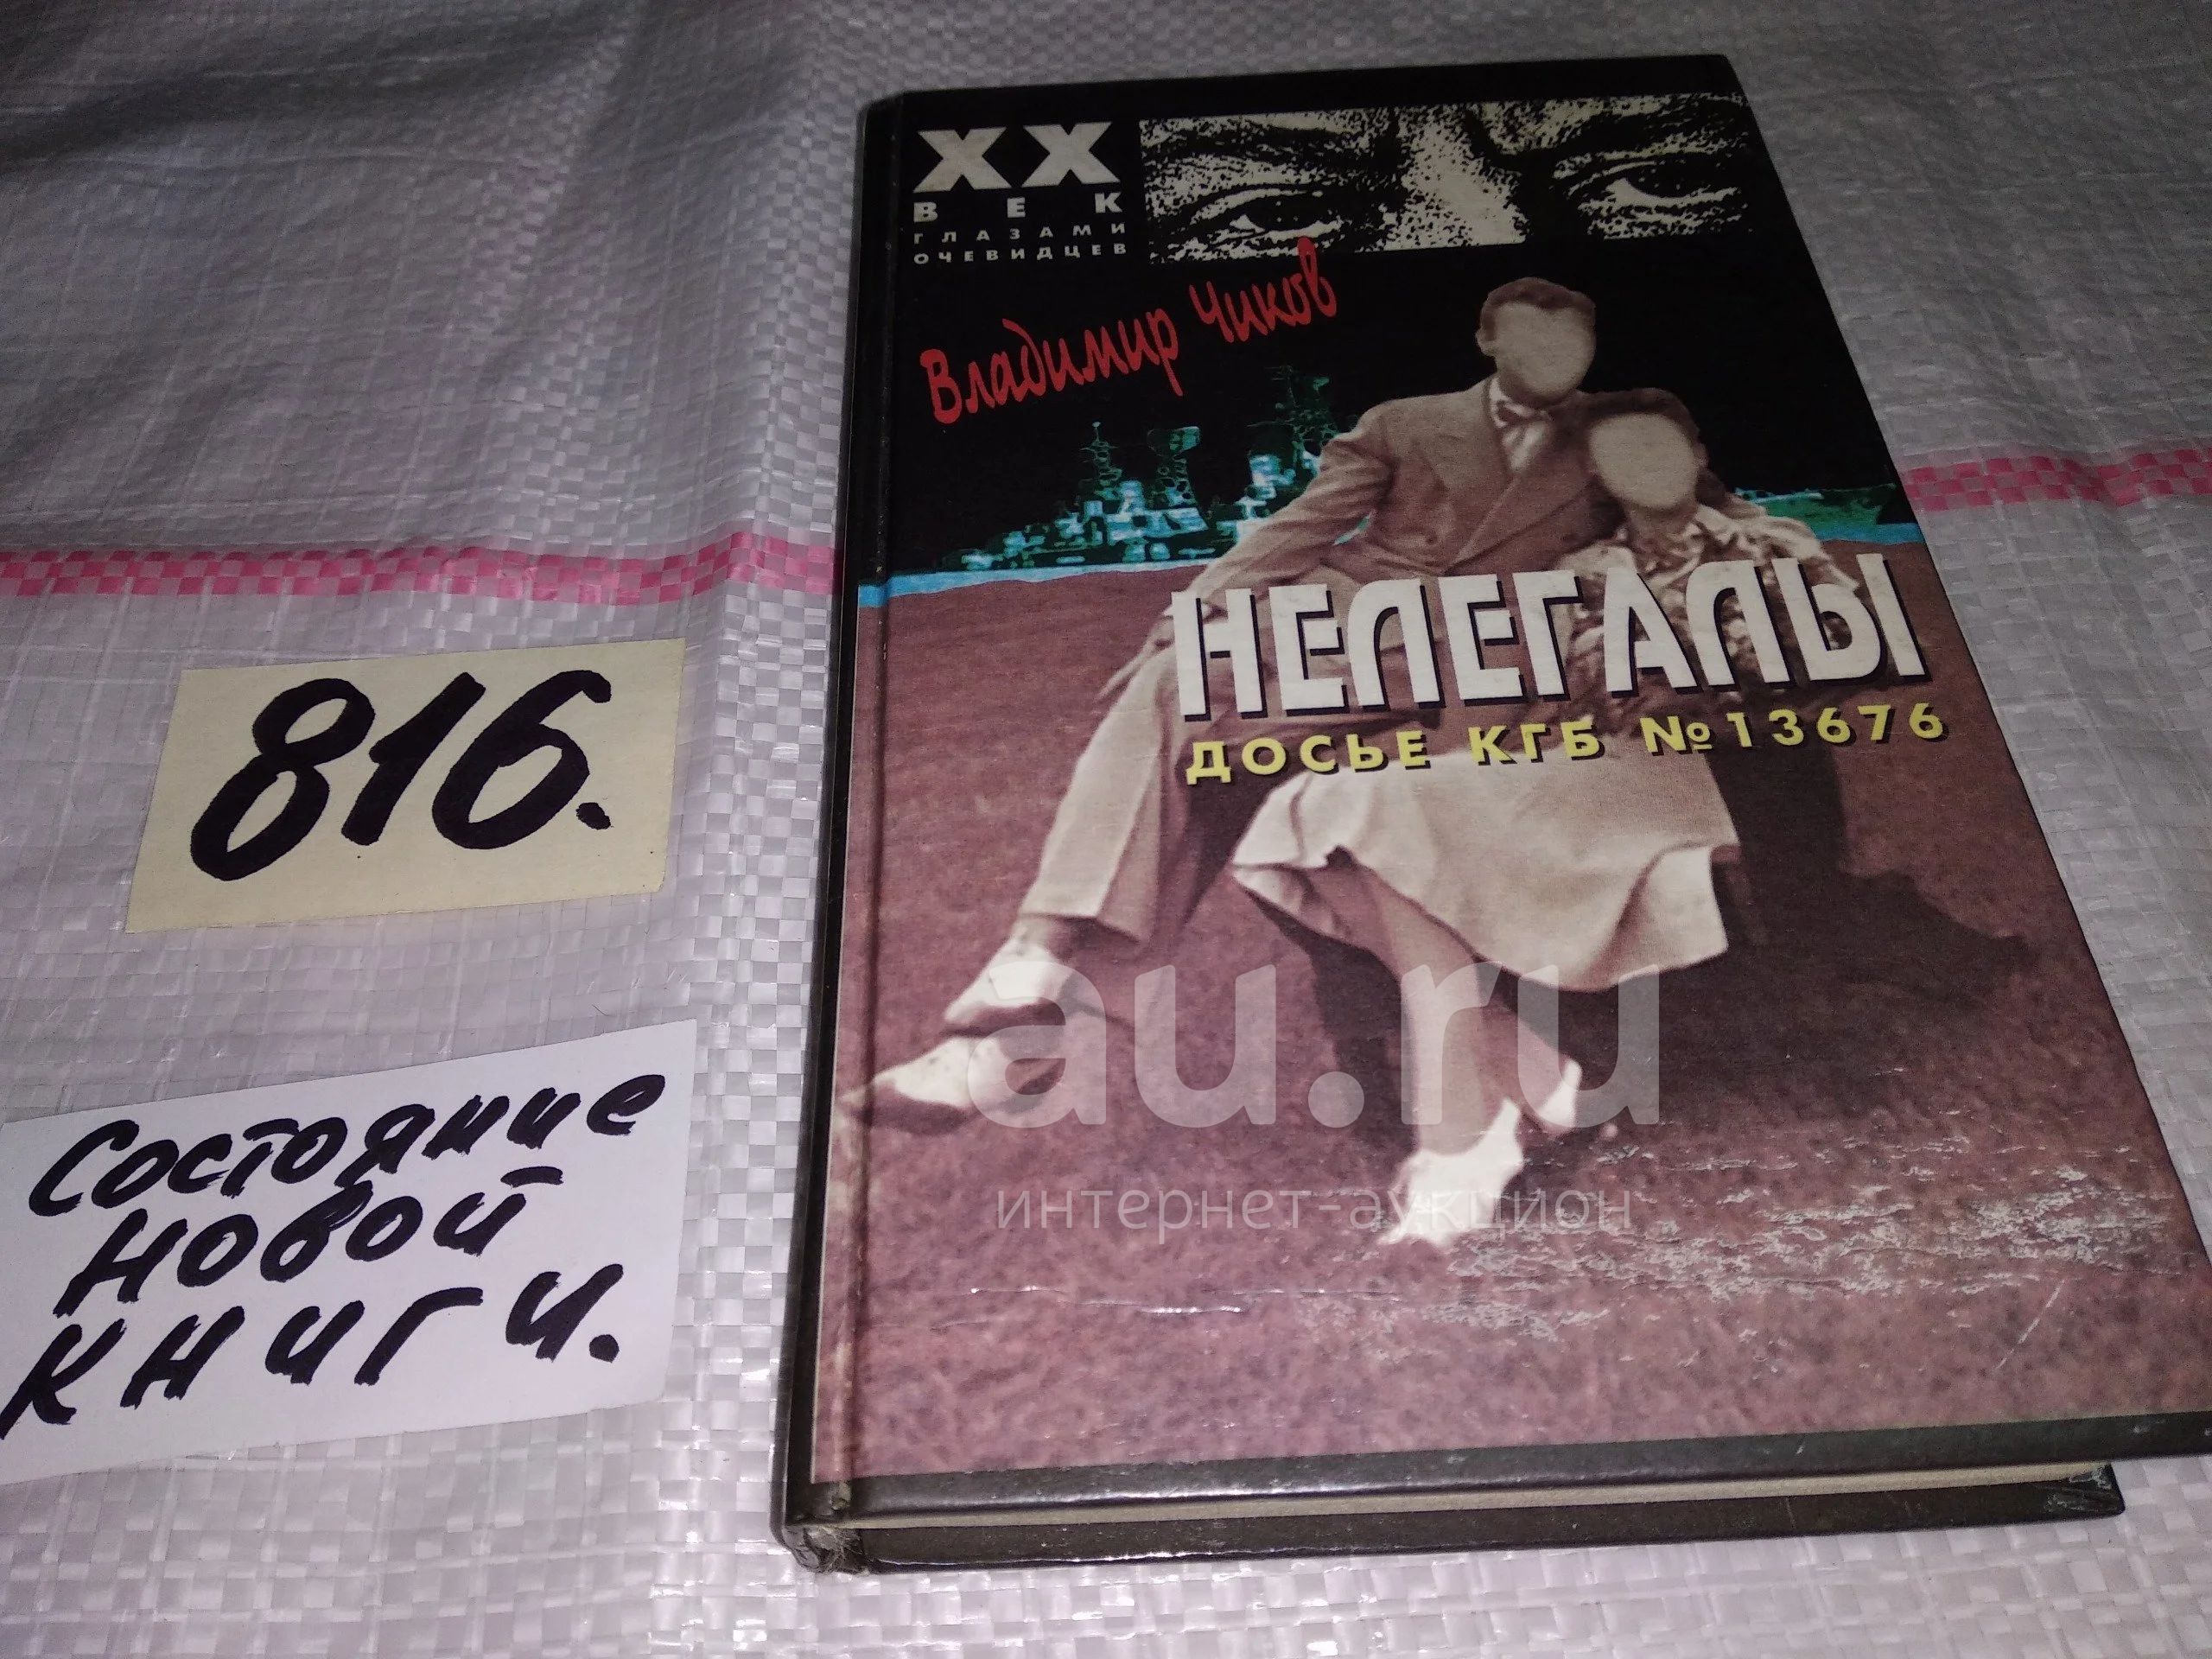 XX
ВЕК
ГЛАЗАМИ
ОЧЕВИДЦЕВ
Владимир Чиков
НЕЛЕГАЛЫ
ДОСЬЕ КГБ №13676
816.
Состояние
новой
книги.
au.ru
интернет-аукцион